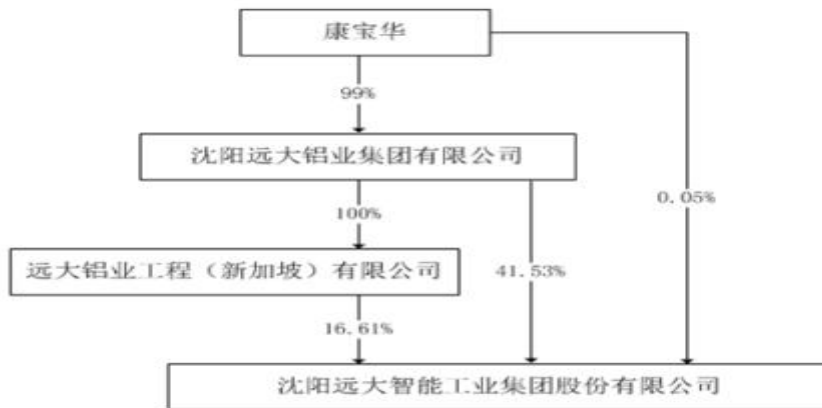 康宝华
99%
沈阳远大铝业集团有限公司
100%
0.05%
远大铝业工程（新加坡）有限公司
41.53%
16.61%
沈阳远大智能工业集团股份有限公司